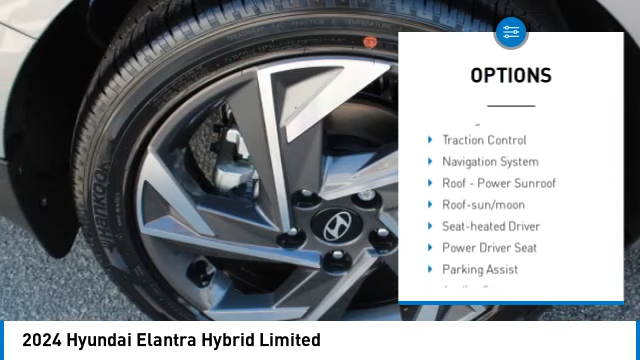 OPTIONS
Traction Control
Navigation System
Roof - Power Sunroof
Roof-sun/moon
Seat-heated Driver
Power Driver Seat
Parking Assist
Hankook
2024 Hyundai Elantra Hybrid Limited